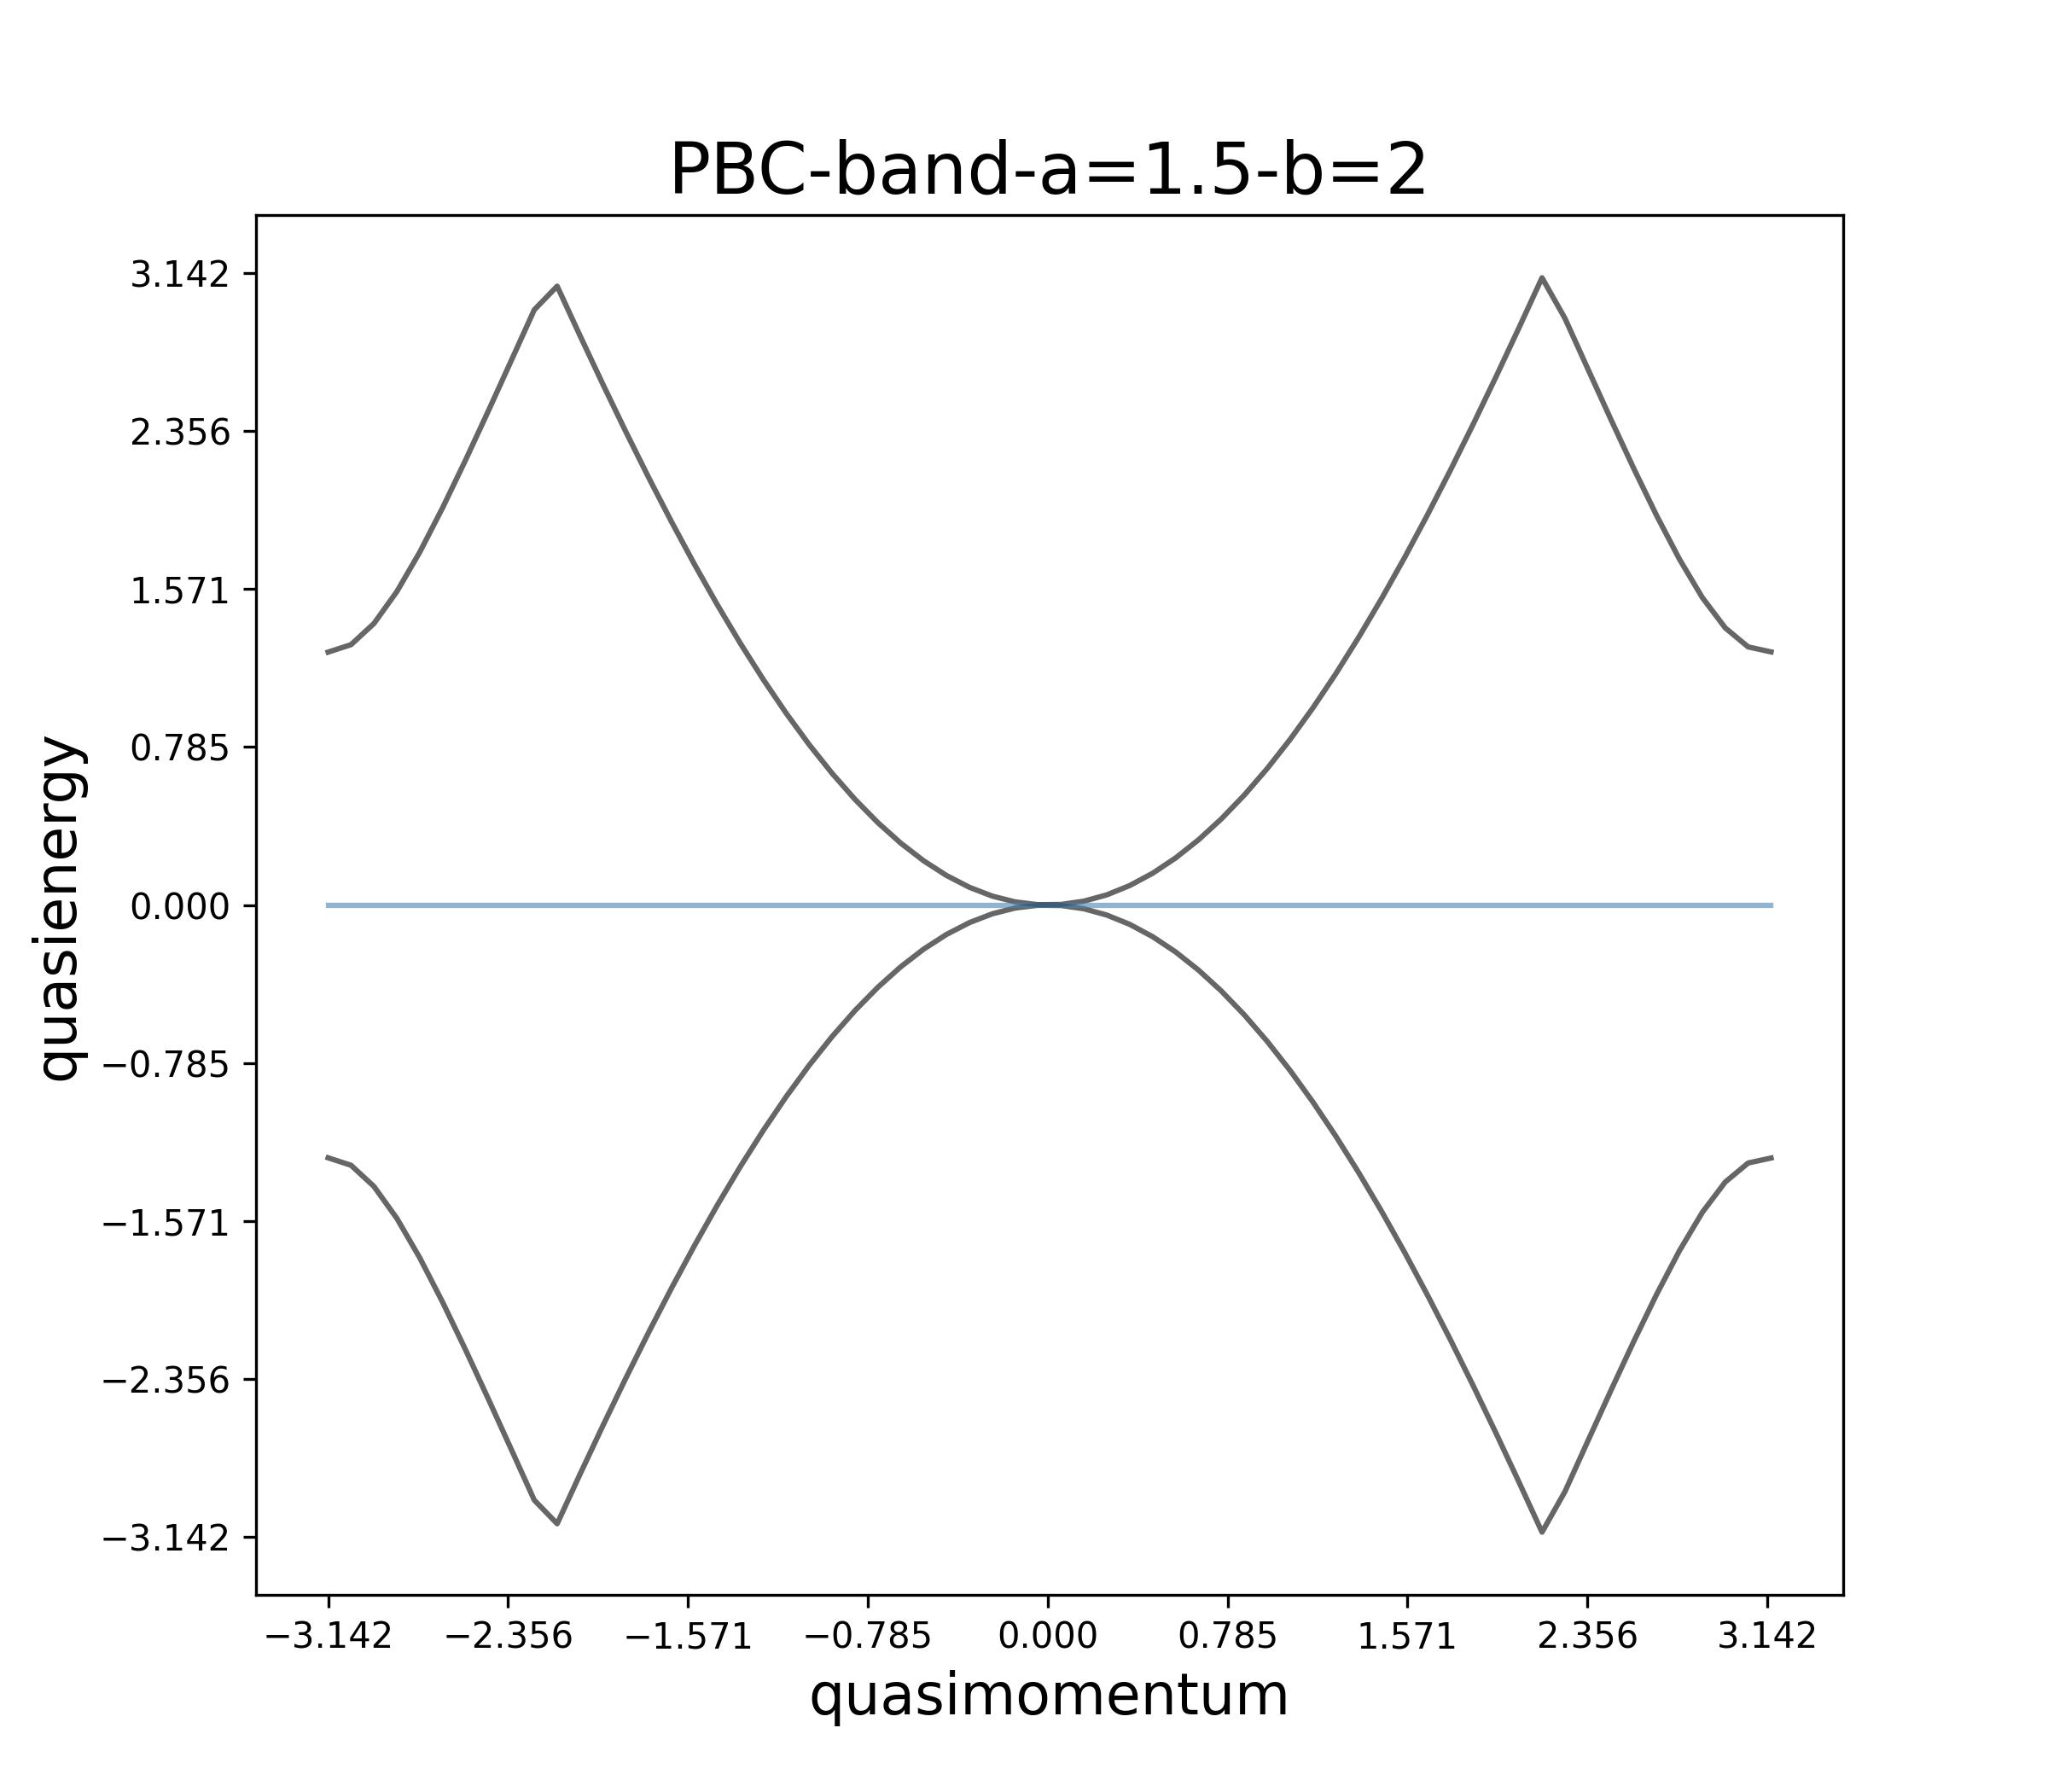 PBC-band-a=1.5-b=2
3.142
2.356
1.571
0.785
0.000
−0.785
−1.571
−2.356
−3.142
quasienergy
−3.142 −2.356 −1.571 −0.785 0.000 0.785 1.571 2.356 3.142
quasimomentum